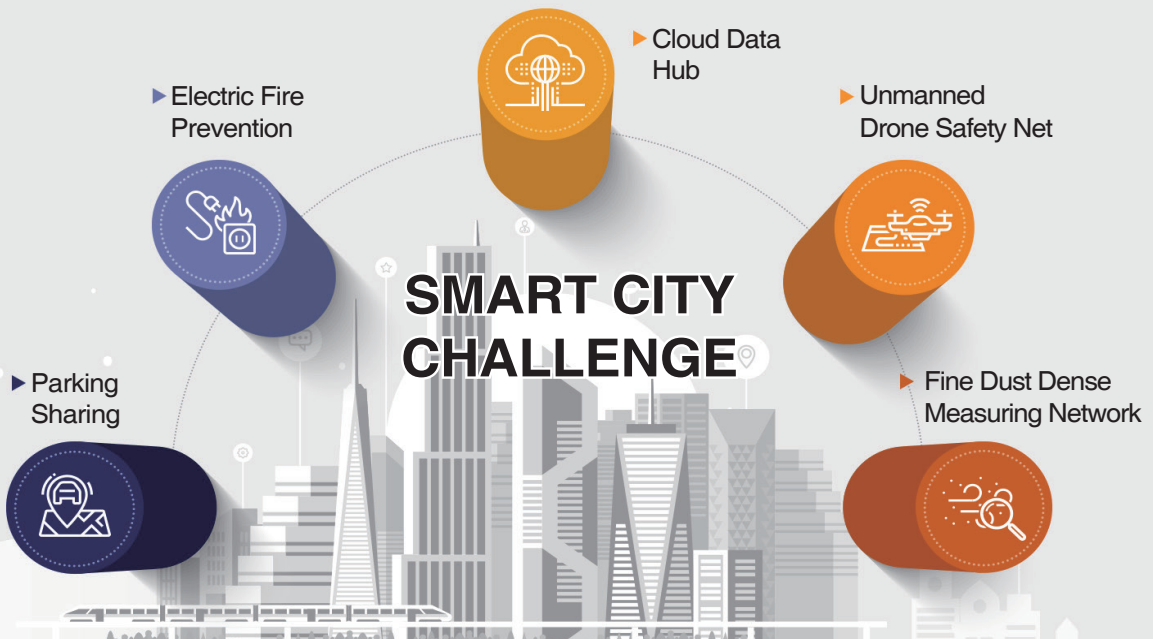 Cloud Data
Hub
Electric Fire
Prevention
Unmanned
Drone Safety Net
SMART CITY
CHALLENGE
Parking
Sharing
Fine Dust Dense
Measuring Network